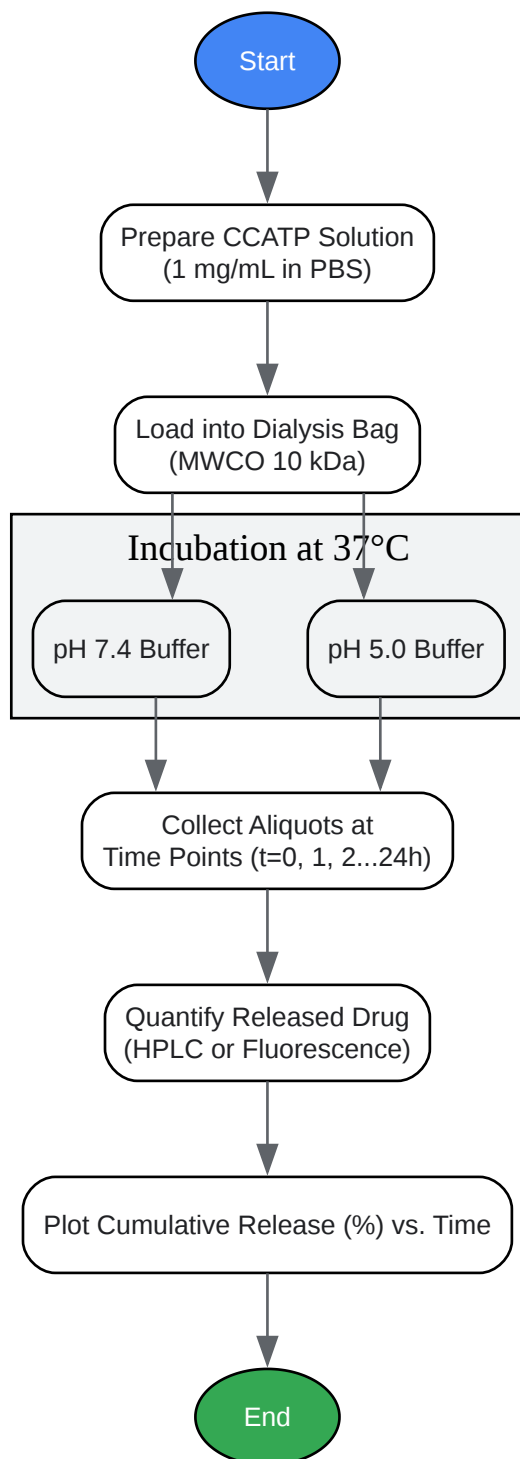 Start
Prepare CCATP Solution
(1 mg/mL in PBS)
Load into Dialysis Bag
(MWCO 10 kDa)
Incubation at 37°C
pH 7.4 Buffer
pH 5.0 Buffer
Collect Aliquots at
Time Points (t=0, 1, 2...24h)
Quantify Released Drug
(HPLC or Fluorescence)
Plot Cumulative Release (%) vs. Time
End